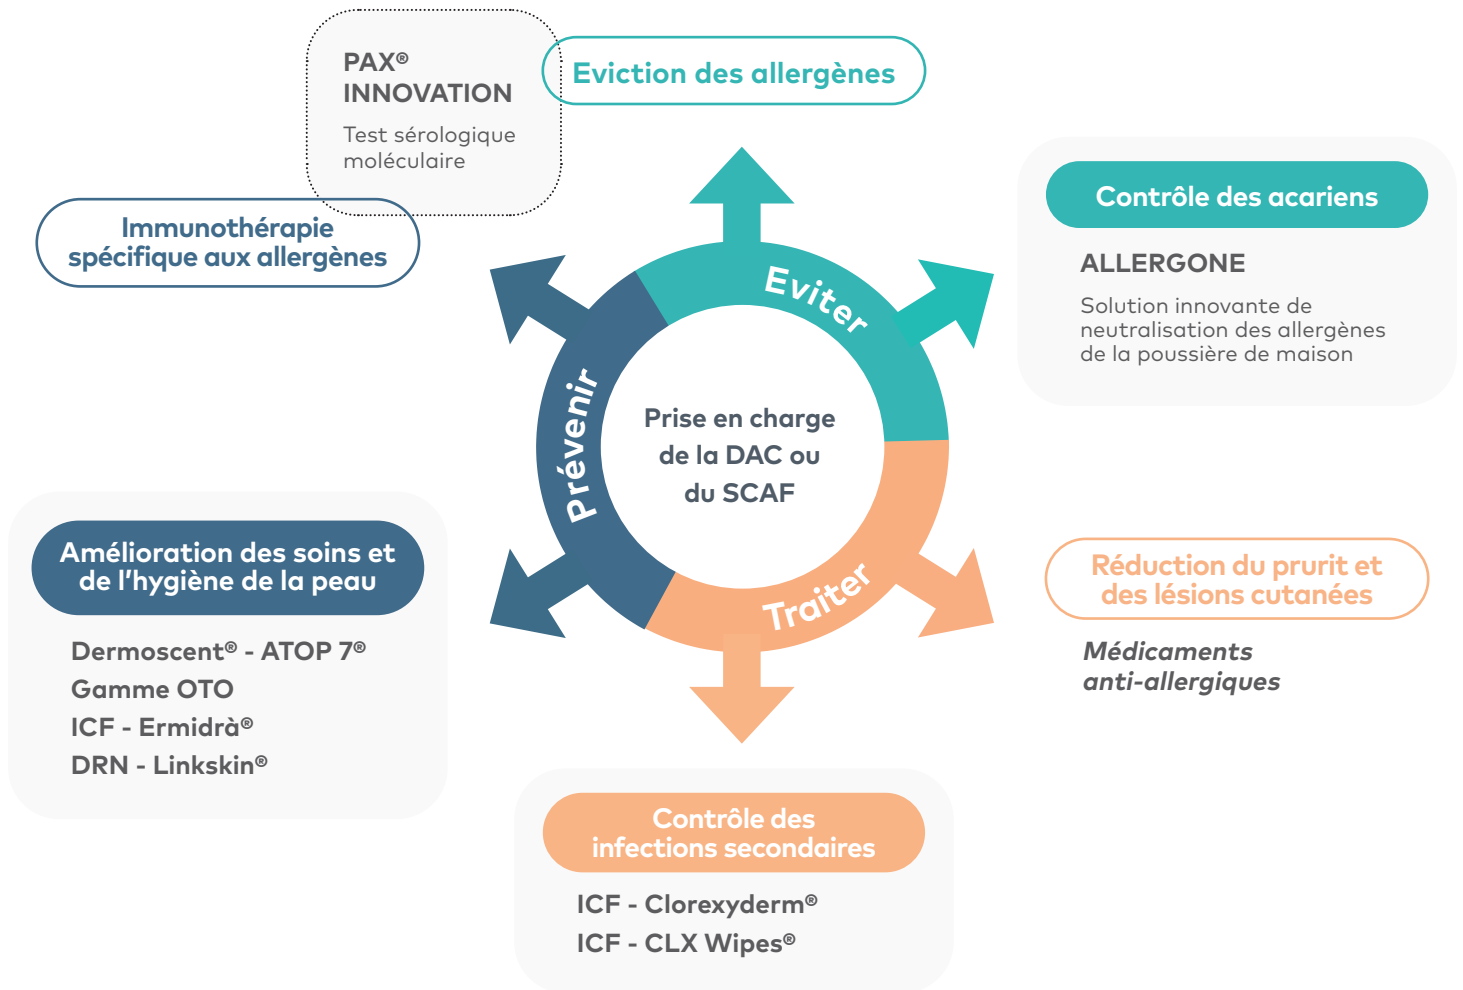 PAX®
INNOVATION
Test sérologique
moléculaire
Eviction des allergènes
Immunothérapie
spécifique aux allergènes
Contrôle des acariens
ALLERGONE
Solution innovante de
neutralisation des allergènes
de la poussière de maison
Eviter
Prévenir
Traiter
Prise en charge
de la DAC ou
du SCAF
Amélioration des soins et
de l'hygiène de la peau
Dermoscent® - ATOP 7®
Gamme OTO
ICF - Ermidrà®
DRN - Linkskin®
Réduction du prurit et
des lésions cutanées
Médicaments
anti-allergiques
Contrôle des
infections secondaires
ICF - Clorexyderm®
ICF - CLX Wipes®